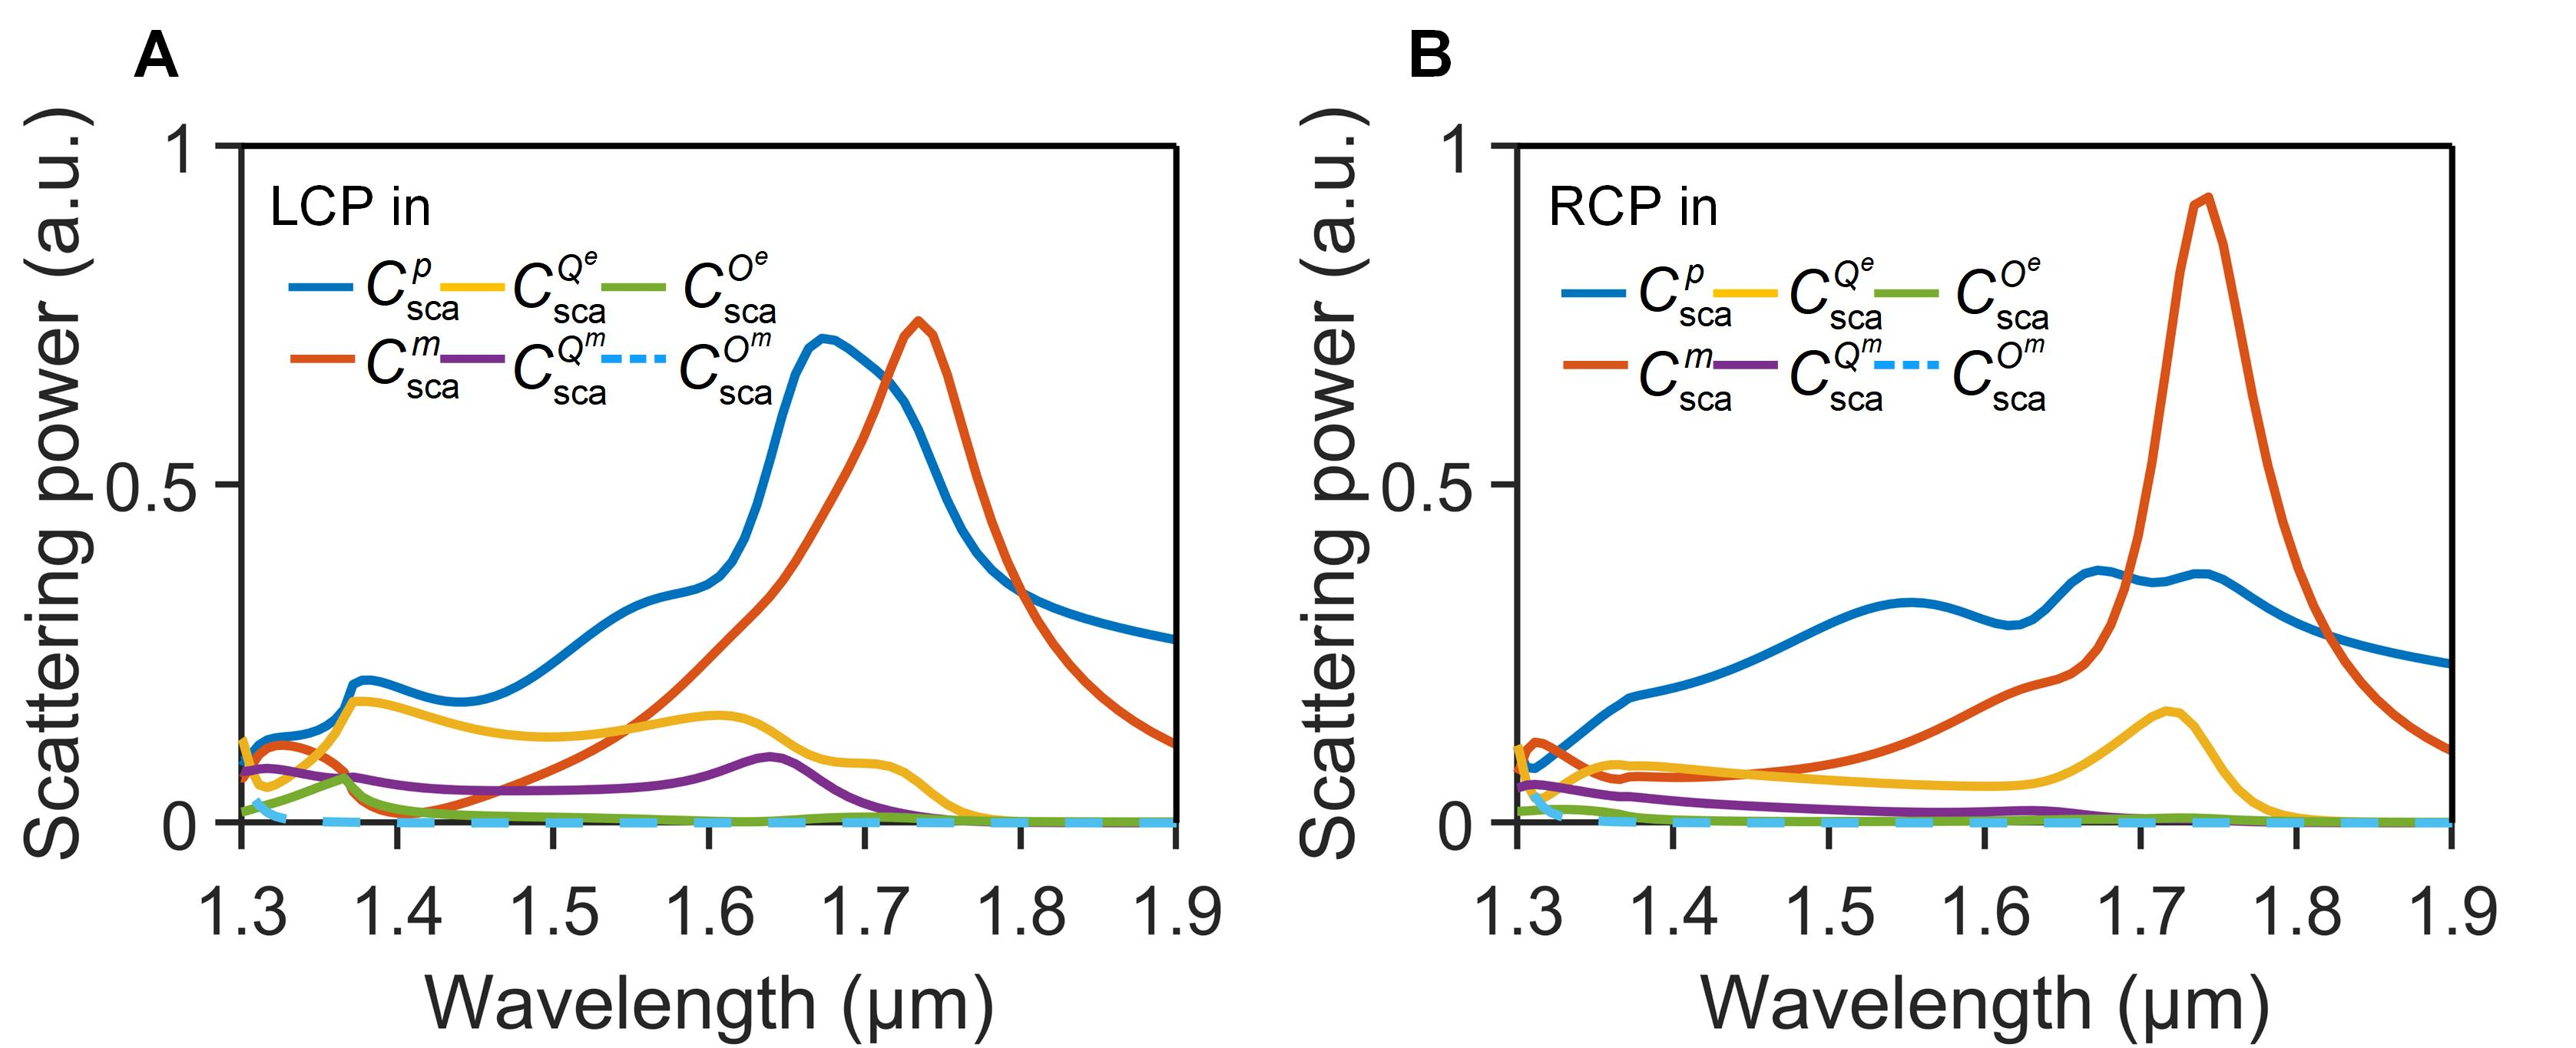 A
B
Scatttering power (a.u.)
1
0.5
0
LCP in
C^p_sca C^{Q^e}_sca C^{O^e}_sca
C^m_sca C^{Q^m}_sca C^{O^m}_sca
1.3 1.4 1.5 1.6 1.7 1.8 1.9
Wavelength (μm)
Scatttering power (a.u.)
1
0.5
0
RCP in
C^p_sca C^{Q^e}_sca C^{O^e}_sca
C^m_sca C^{Q^m}_sca C^{O^m}_sca
1.3 1.4 1.5 1.6 1.7 1.8 1.9
Wavelength (μm)